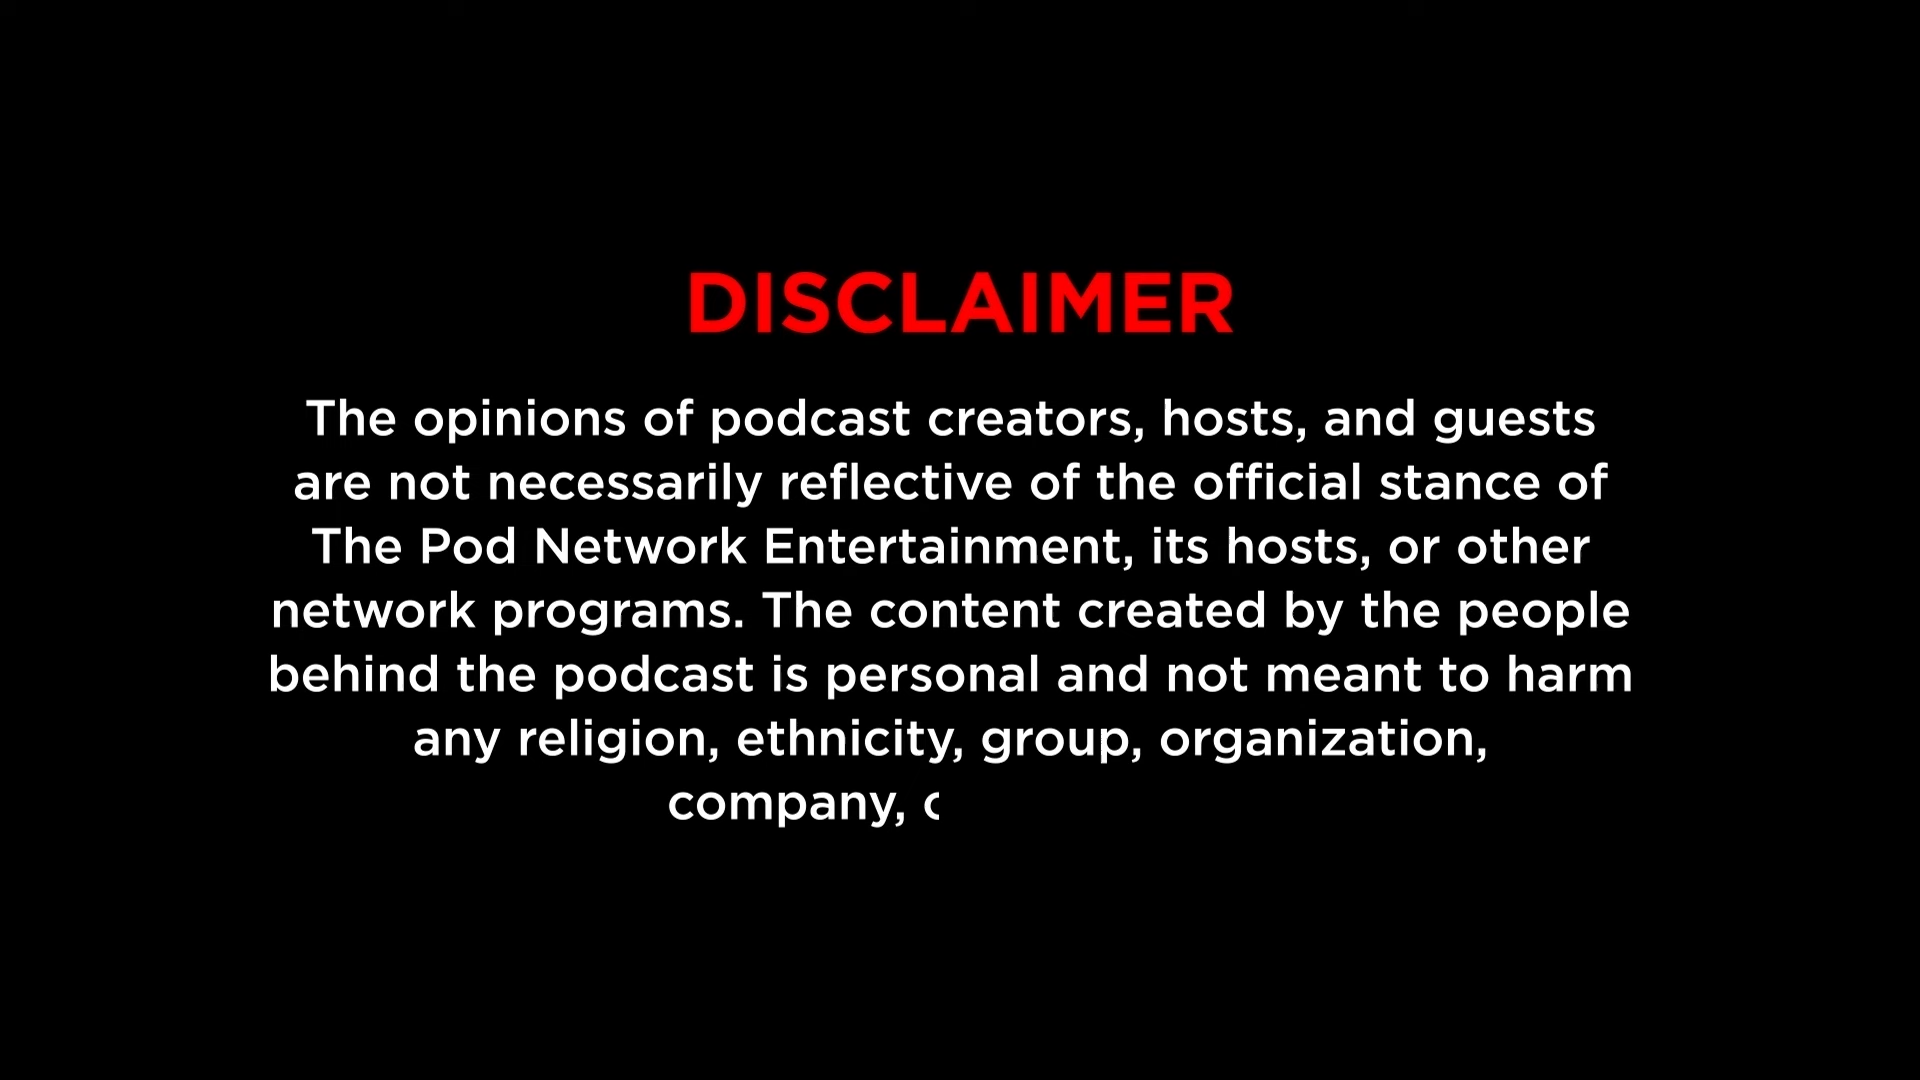 DISCLAIMER
The opinions of podcast creators, hosts, and guests
are not necessarily reflective of the official stance of
The Pod Network Entertainment, its hosts, or other
network programs. The content created by the people
behind the podcast is personal and not meant to harm
any religion, ethnicity, group, organization,
company,